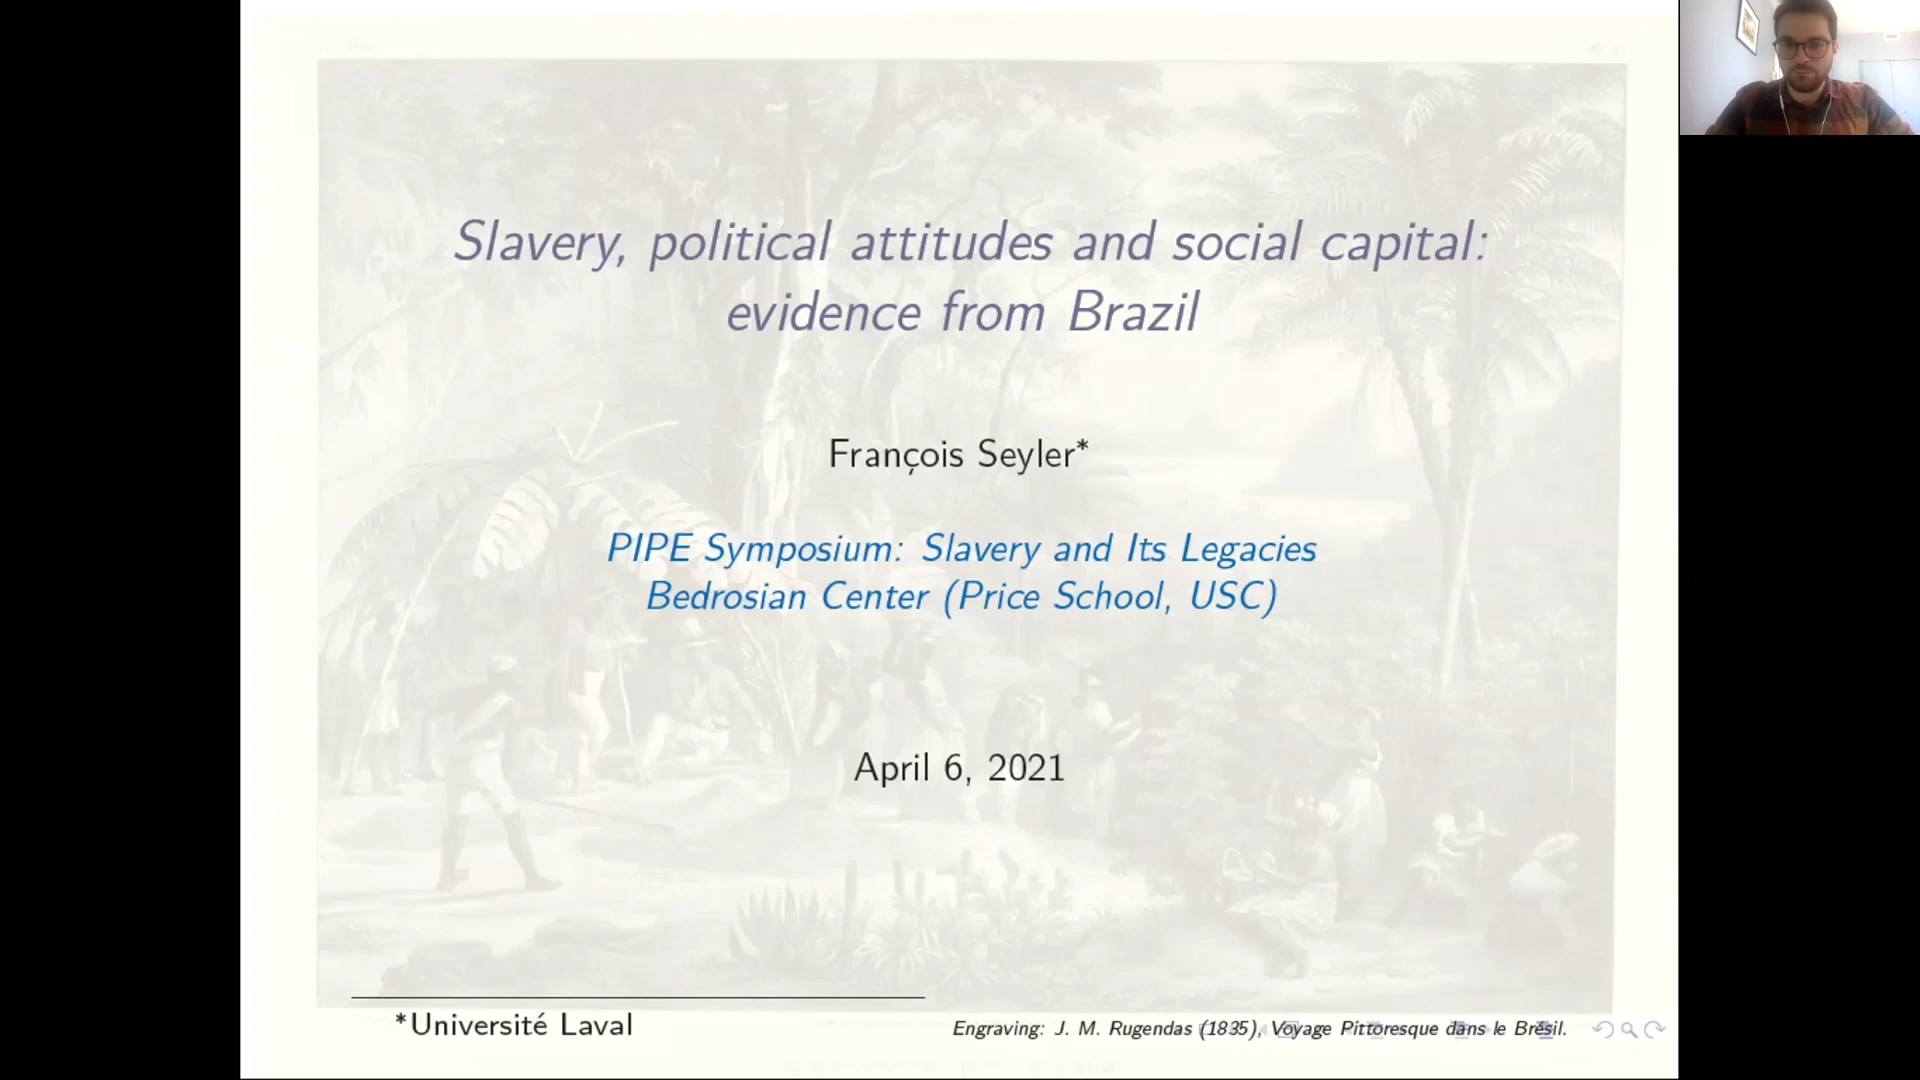 Slavery, political attitudes and social capital:
evidence from Brazil
François Seyler*
PIPE Symposium: Slavery and Its Legacies
Bedrosian Center (Price School, USC)
April 6, 2021
*Université Laval
Engraving: J. M. Rugendas (1835), Voyage Pittoresque dans le Brésil.